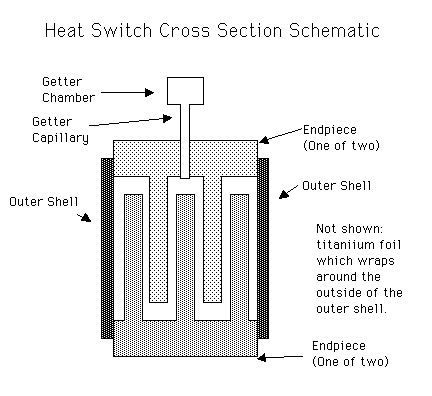 Heat Switch Cross Section Schematic
Getter
Chamber
Getter
Capillary
Endpiece
(One of two)
Outer Shell
Outer Shell
Not shown:
titaniium foil
which wraps
around the
outside of the
outer shell.
Endpiece
(One of two)